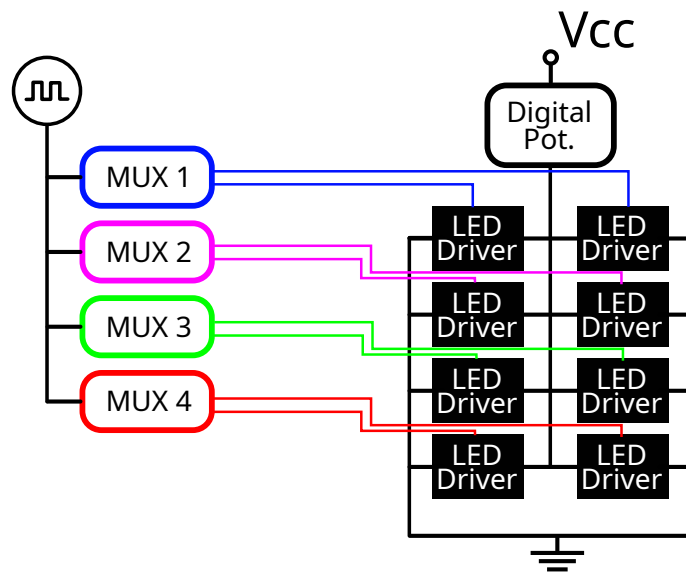 Vcc
Digital
Pot.
MUX 1
MUX 2
MUX 3
MUX 4
LED
Driver
LED
Driver
LED
Driver
LED
Driver
LED
Driver
LED
Driver
LED
Driver
LED
Driver